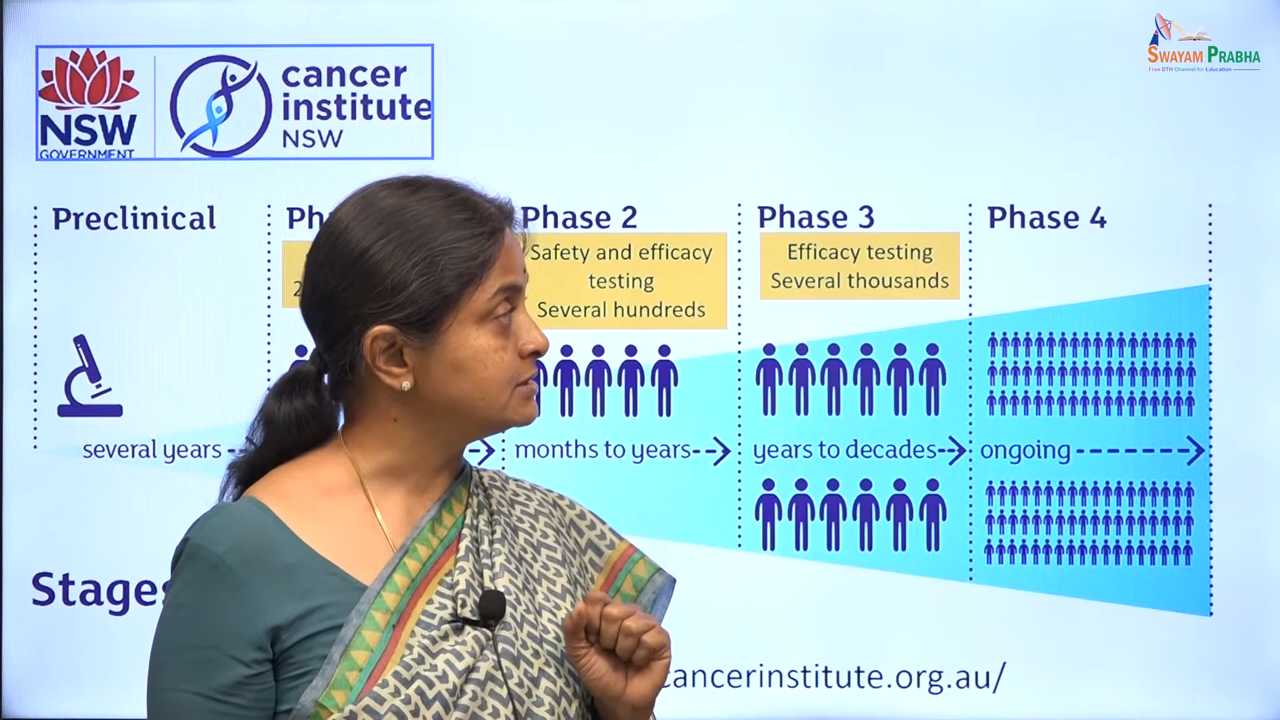 SWAYAM PRABHA
Free DTH Channel for Education
NSW
GOVERNMENT
cancer
institute
NSW
Preclinical
Phase 2
Phase 3
Phase 4
Safety and efficacy
testing
Several hundreds
Efficacy testing
Several thousands
several years
months to years
years to decades
ongoing
Stages
cancerinstitute.org.au/